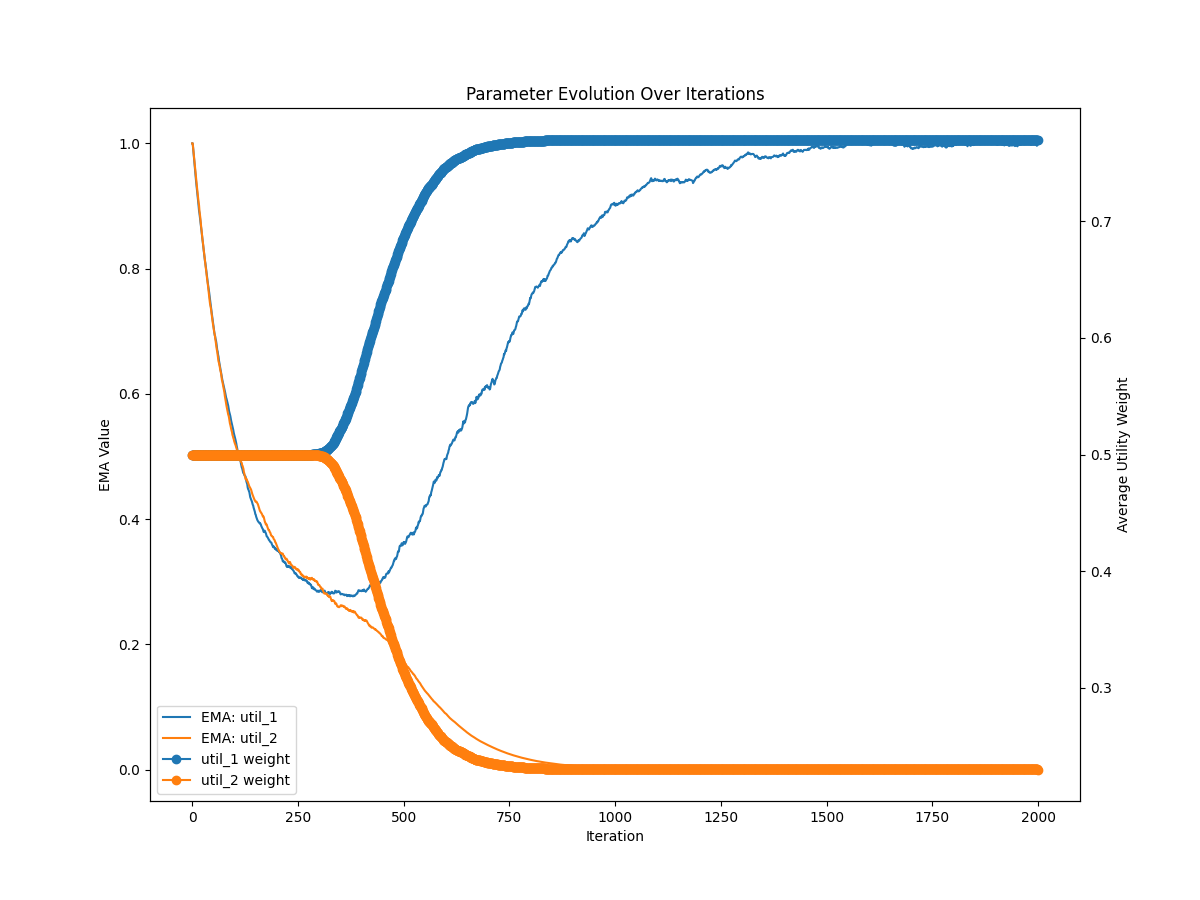 Parameter Evolution Over Iterations
1.0
0.8
0.6
0.4
0.2
0.0
EMA Value
0.7
0.6
0.5
0.4
0.3
Average Utility Weight
EMA: util_1
EMA: util_2
util_1 weight
util_2 weight
0 250 500 750 1000 1250 1500 1750 2000
Iteration